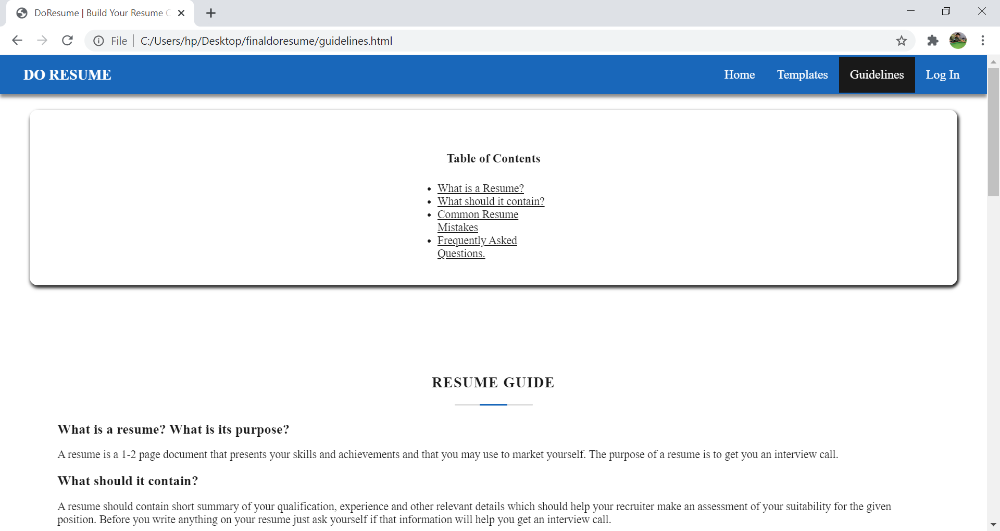 DoResume | Build Your Resume
File
C:/Users/hp/Desktop/finaldoresume/guidelines.html
DO RESUME
Home
Templates
Guidelines
Log In
Table of Contents
• What is a Resume?
• What should it contain?
• Common Resume
Mistakes
• Frequently Asked
Questions.
RESUME GUIDE
What is a resume? What is its purpose?
A resume is a 1-2 page document that presents your skills and achievements and that you may use to market yourself. The purpose of a resume is to get you an interview call.
What should it contain?
A resume should contain short summary of your qualification, experience and other relevant details which should help your recruiter make an assessment of your suitability for the given
position. Before you write anything on your resume just ask yourself if that information will help you get an interview call.